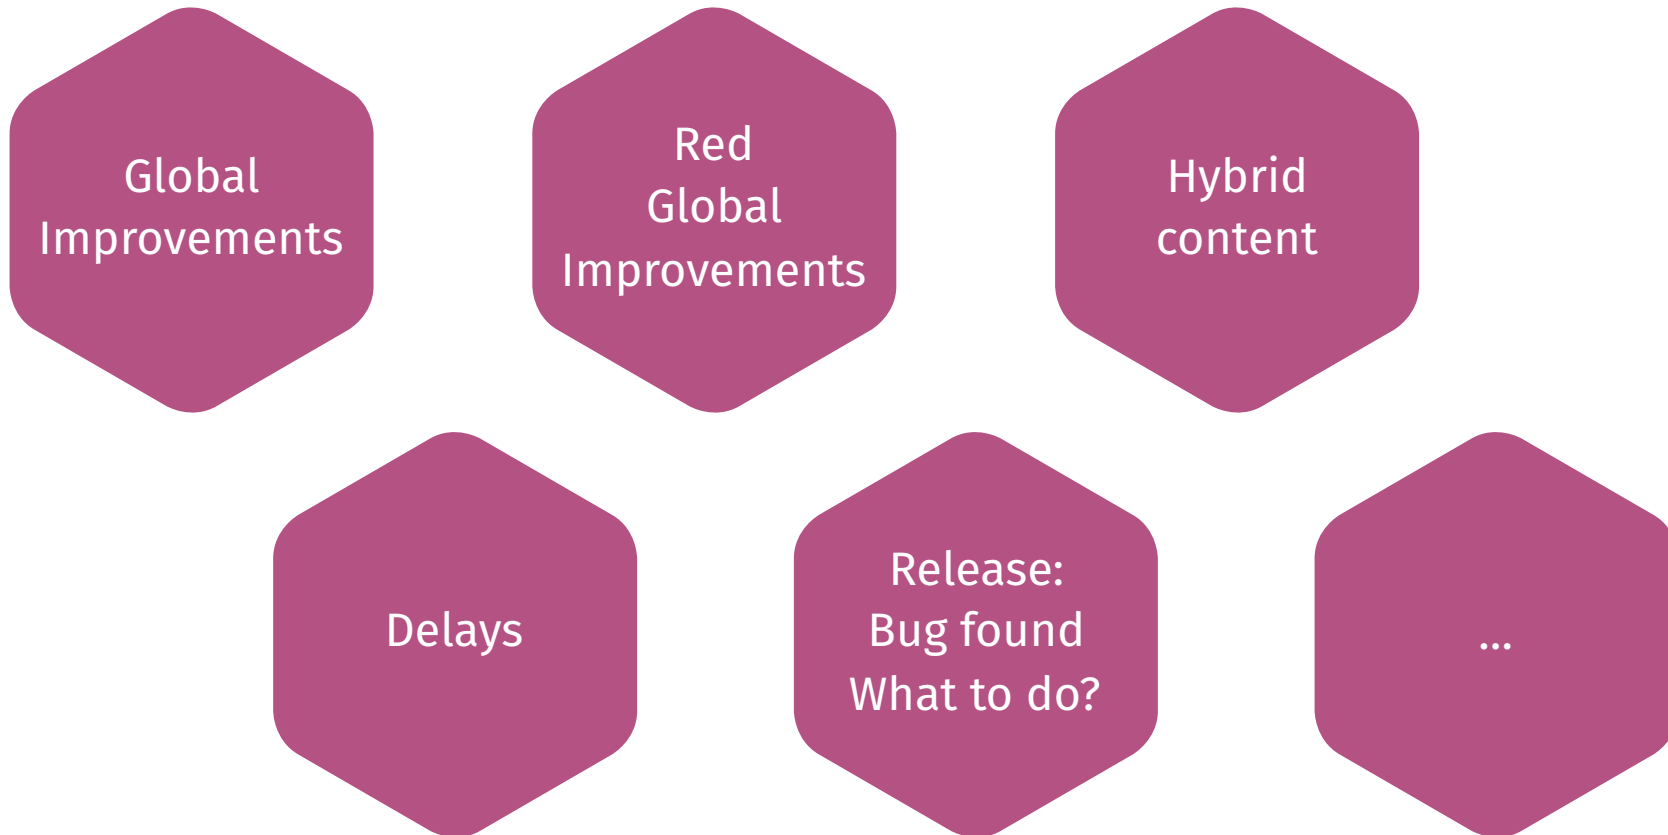 Global
Improvements
Red
Global
Improvements
Hybrid
content
Delays
Release:
Bug found
What to do?
...